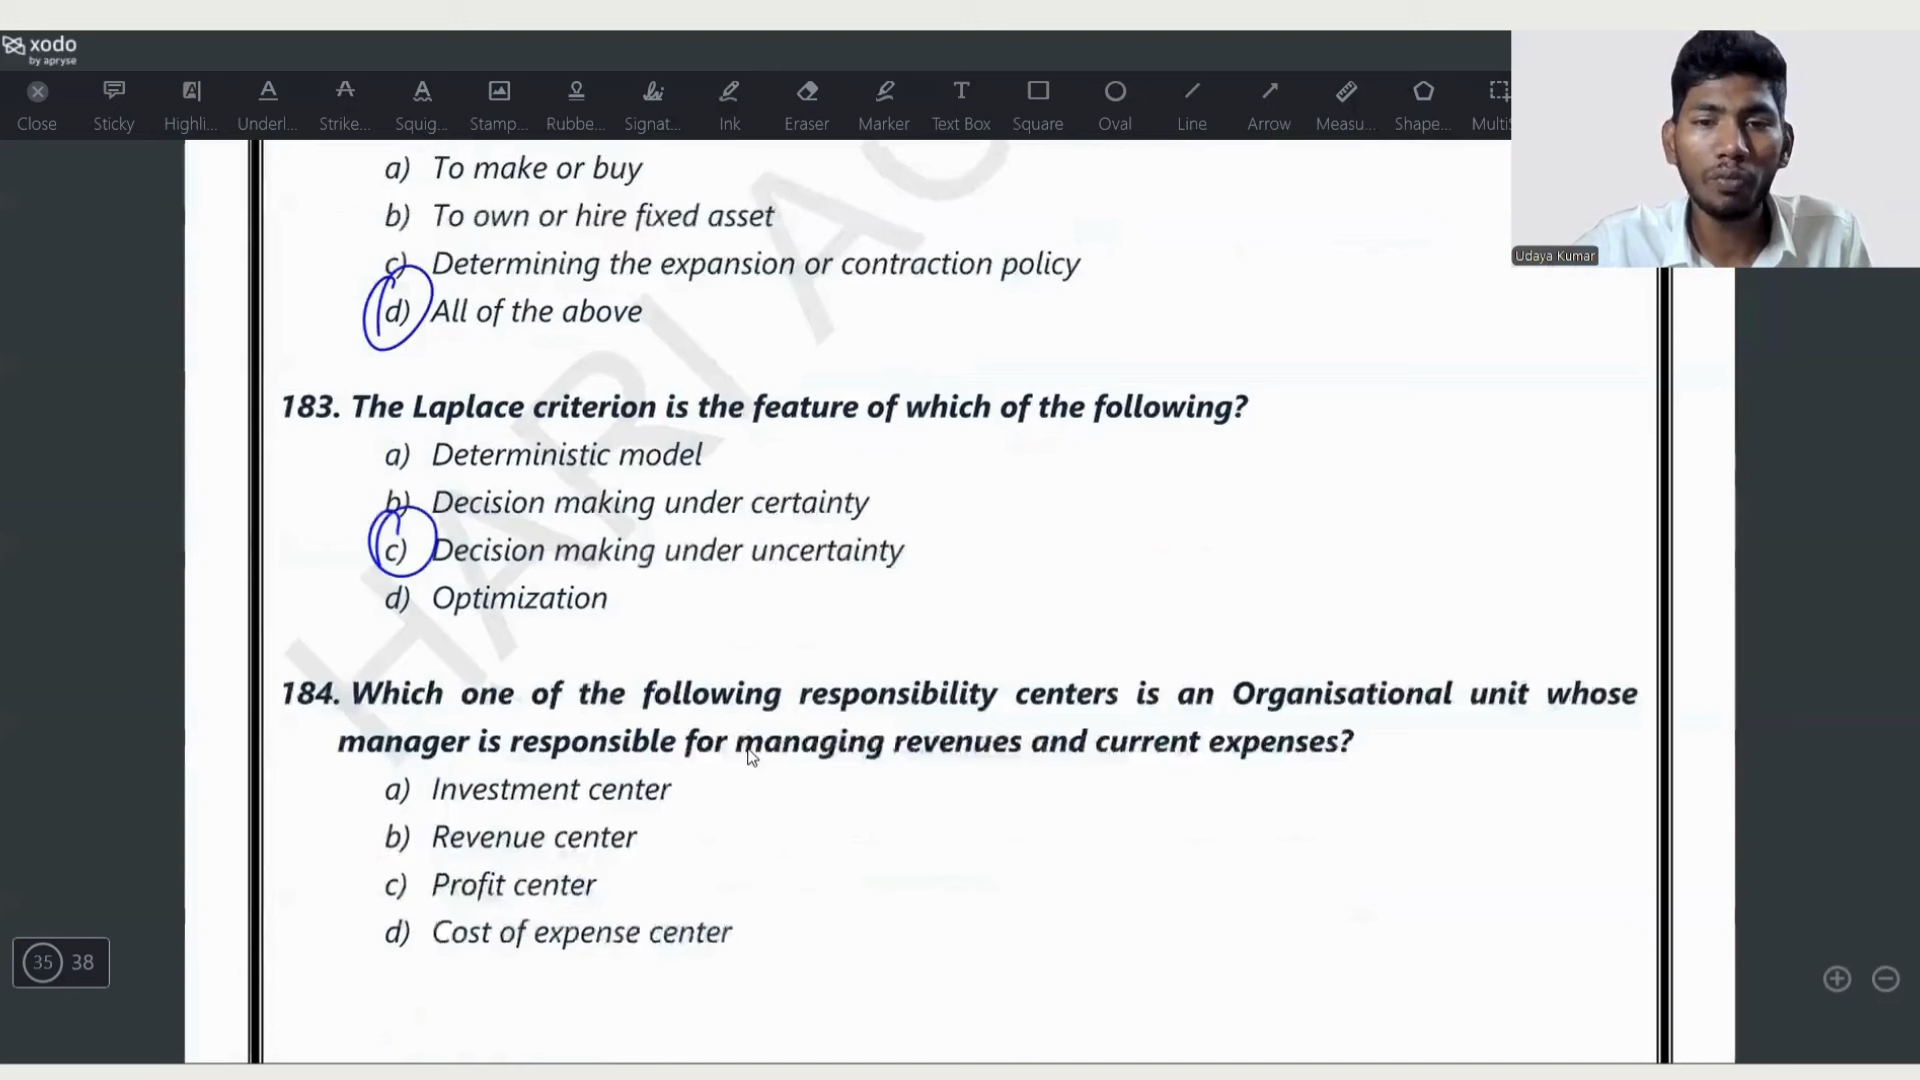 xodo
by apryse
Close Sticky Highli... Underl... Strike... Squig... Stamp... Rubbe... Signat... Ink Eraser Marker Text Box Square Oval Line Arrow Measu... Shape... Multi
Udaya Kumar
a) To make or buy
b) To own or hire fixed asset
c) Determining the expansion or contraction policy
d) All of the above
183. The Laplace criterion is the feature of which of the following?
a) Deterministic model
b) Decision making under certainty
c) Decision making under uncertainty
d) Optimization
184. Which one of the following responsibility centers is an Organisational unit whose
manager is responsible for managing revenues and current expenses?
a) Investment center
b) Revenue center
c) Profit center
d) Cost of expense center
35 38
HARI AC